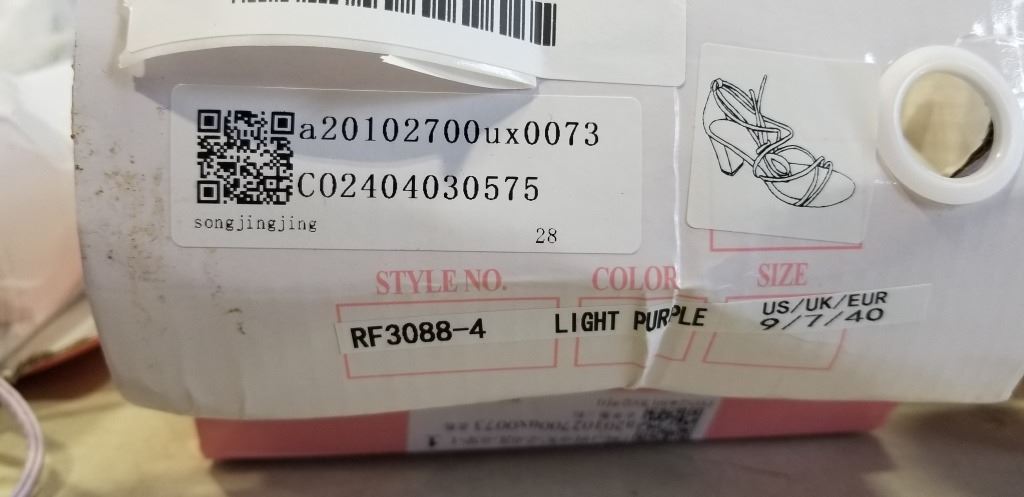 a20102700ux0073
C02404030575
songjingjing
28
STYLE NO. COLOR SIZE
RF3088-4 LIGHT PURPLE US/UK/EUR
9/7/40